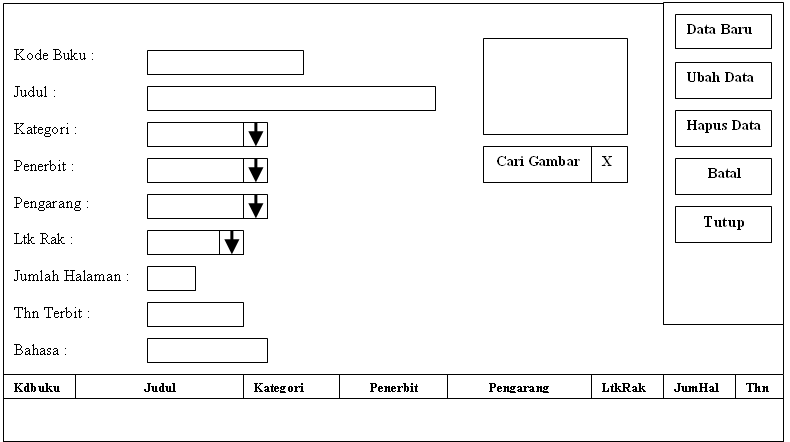 Kode Buku :
Judul :
Kategori :
Penerbit :
Pengarang :
Ltk Rak :
Jumlah Halaman :
Thn Terbit :
Bahasa :
Cari Gambar X
Data Baru
Ubah Data
Hapus Data
Batal
Tutup
Kdbuku Judul Kategori Penerbit Pengarang LtkRak JumHal Thn